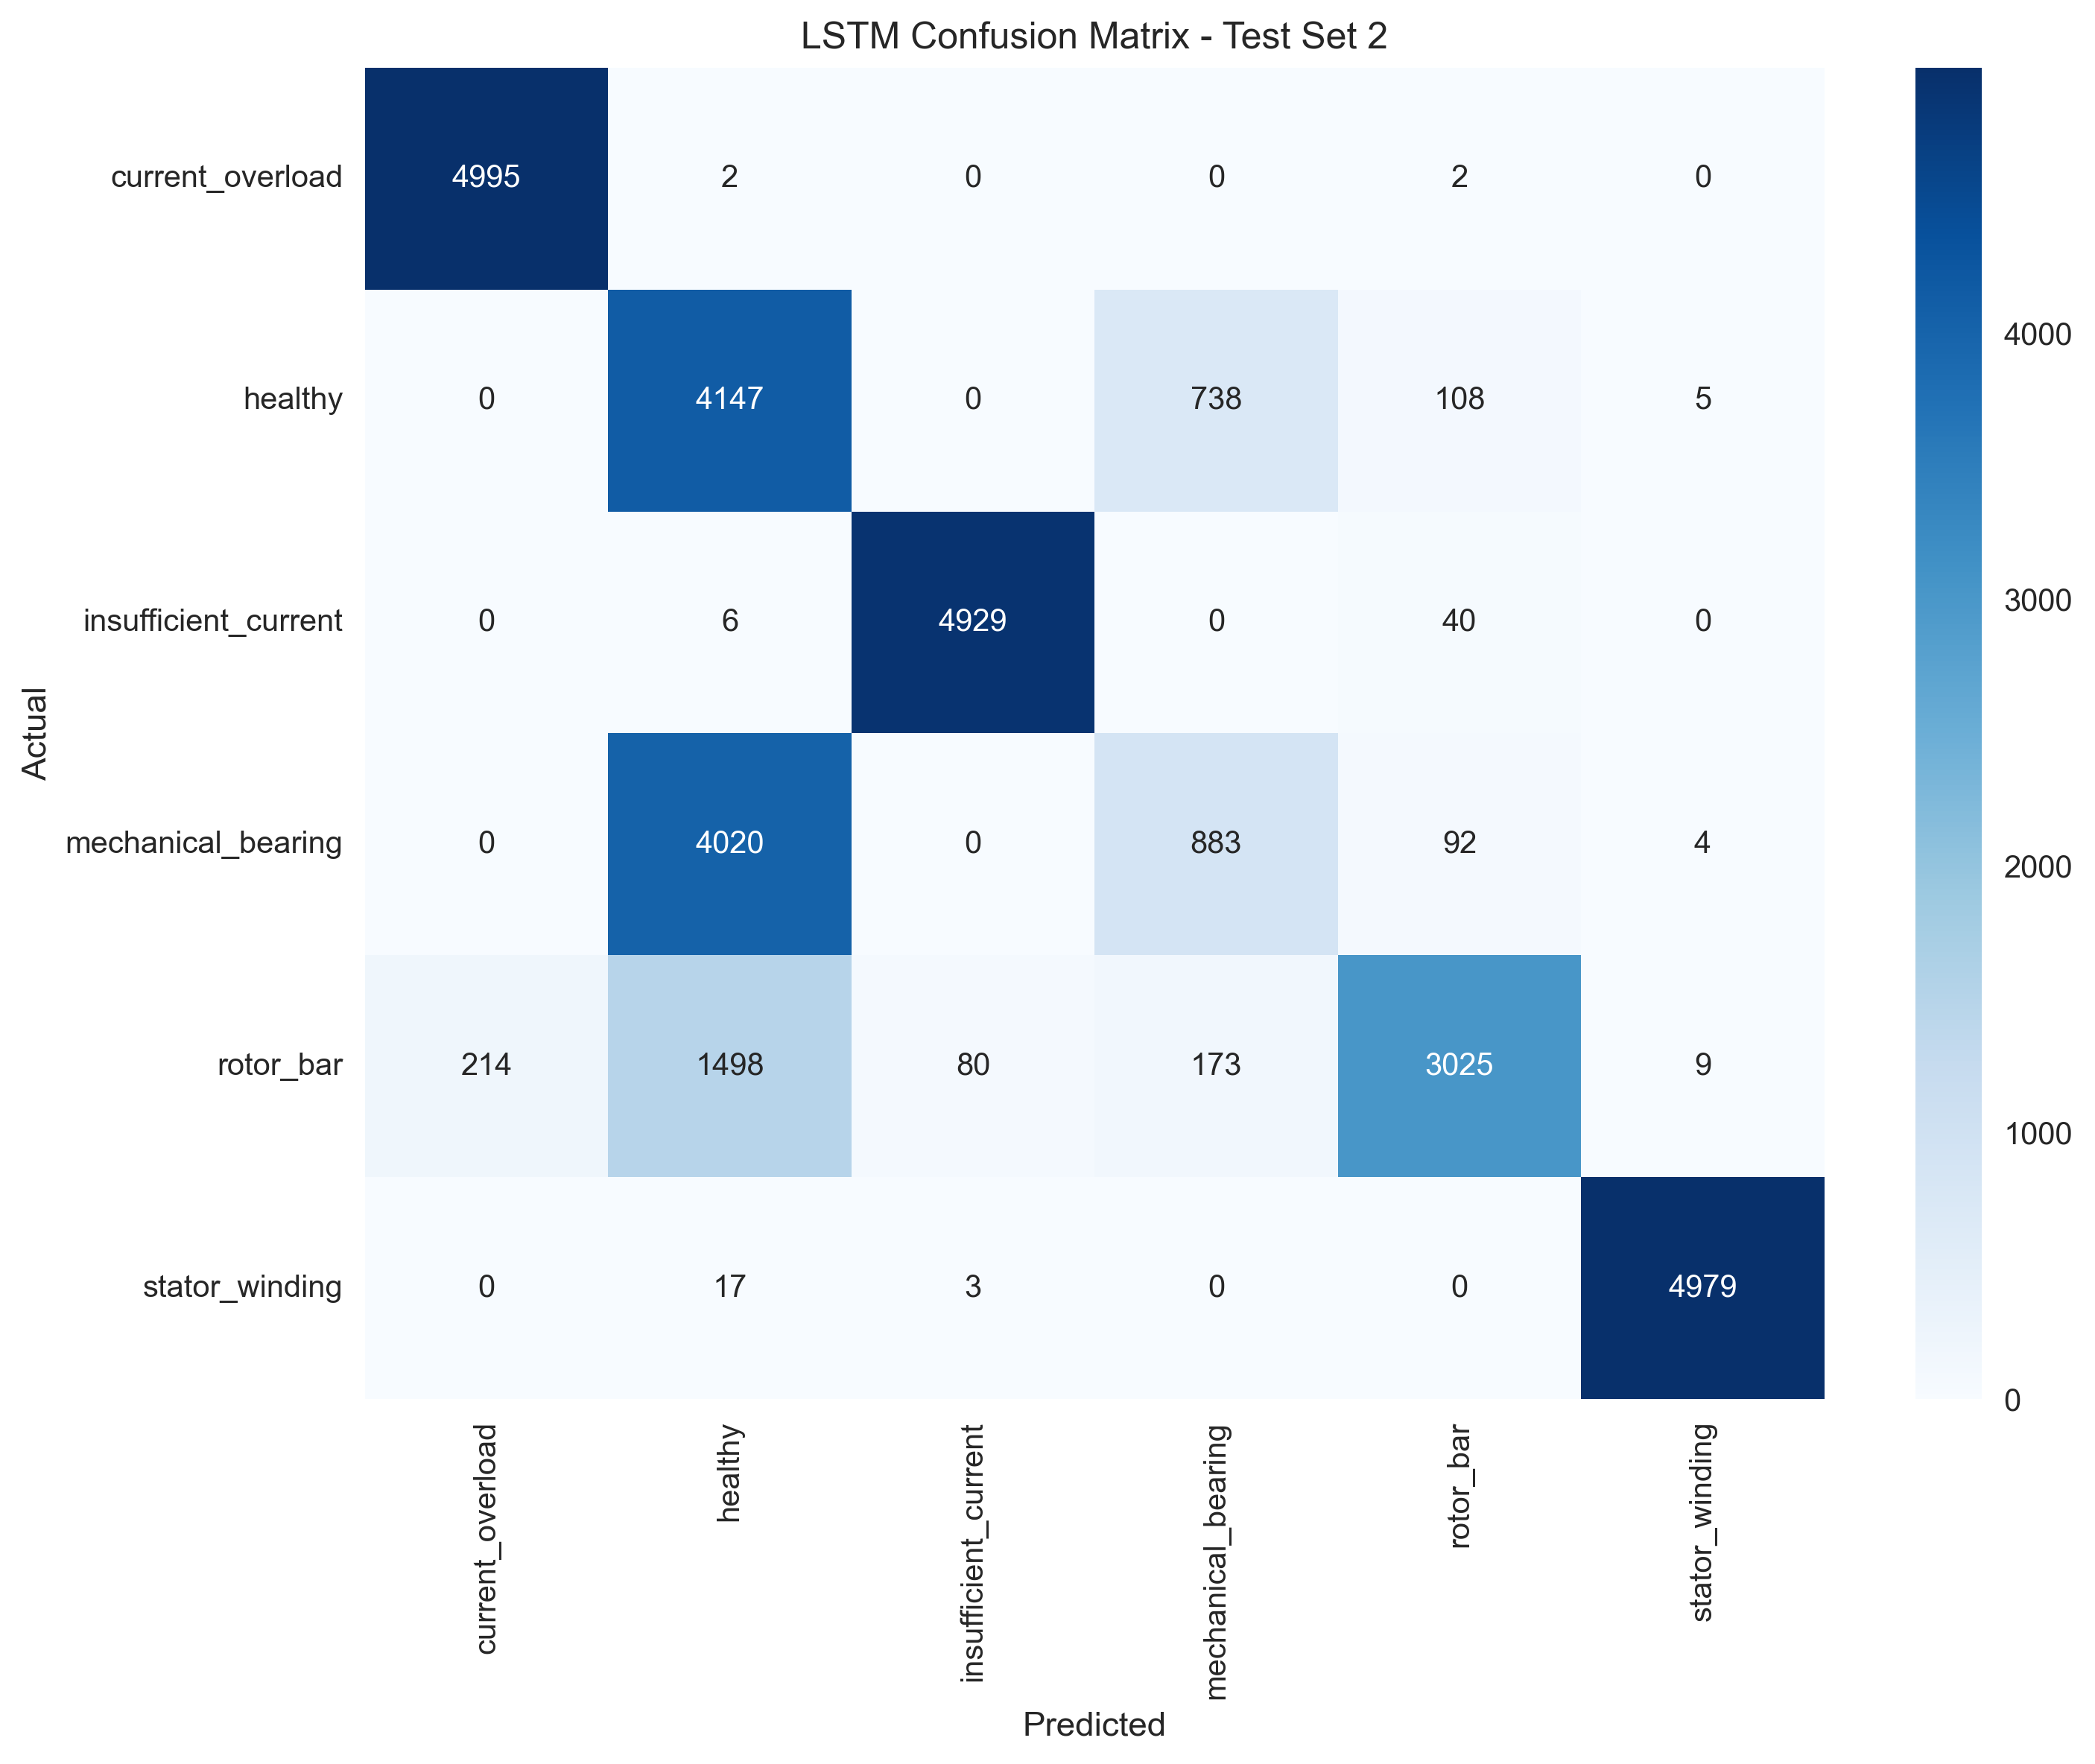 LSTM Confusion Matrix - Test Set 2
Actual
current_overload 4995 2 0 0 2 0
healthy 0 4147 0 738 108 5
insufficient_current 0 6 4929 0 40 0
mechanical_bearing 0 4020 0 883 92 4
rotor_bar 214 1498 80 173 3025 9
stator_winding 0 17 3 0 0 4979
current_overload healthy insufficient_current mechanical_bearing rotor_bar stator_winding
Predicted
4000
3000
2000
1000
0